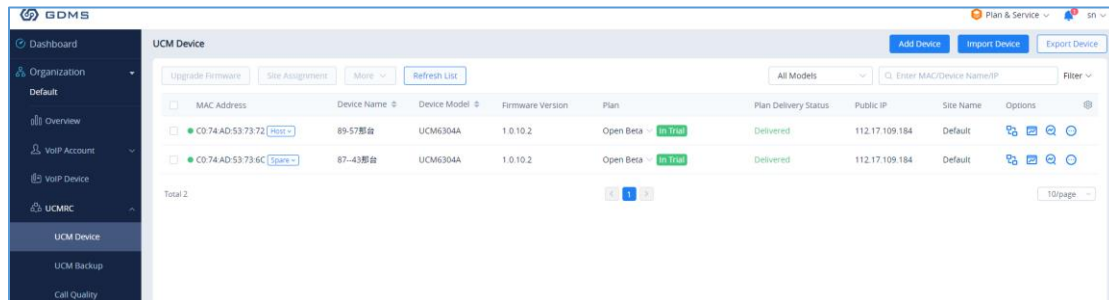 GDMS
Plan & Service
sn
Dashboard
Organization
Default
Overview
VoIP Account
VoIP Device
UCMRC
UCM Device
UCM Backup
Call Quality
UCM Device
Add Device Import Device Export Device
Upgrade Firmware Site Assignment More Refresh List All Models Enter MAC/Device Name/IP Filter
MAC Address Device Name Device Model Firmware Version Plan Plan Delivery Status Public IP Site Name Options
C0:74:AD:53:73:72 Host 89-57那台 UCM6304A 1.0.10.2 Open Beta In Trial Delivered 112.17.109.184 Default
C0:74:AD:53:73:6C Spare 87--43那台 UCM6304A 1.0.10.2 Open Beta In Trial Delivered 112.17.109.184 Default
Total 2 1 10/page